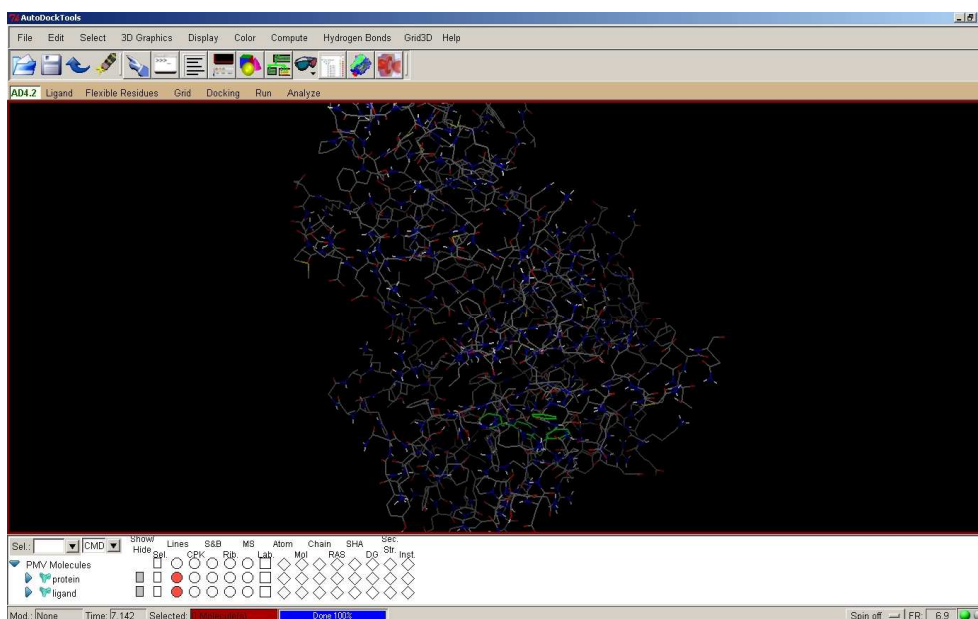 AutoDockTools
File Edit Select 3D Graphics Display Color Compute Hydrogen Bonds Grid3D Help
AD4.2 Ligand Flexible Residues Grid Docking Run Analyze
Sel.: CMD Show/ Hide Sel. Lines CPK S&B Rib. MS Lab. Atom Mol Chain RAS SHA DG Sec. Str. Inst.
PMV Molecules
protein
ligand
Mod.: None Time: 7.142 Selected: Done 100% Spin off FR: 6.9